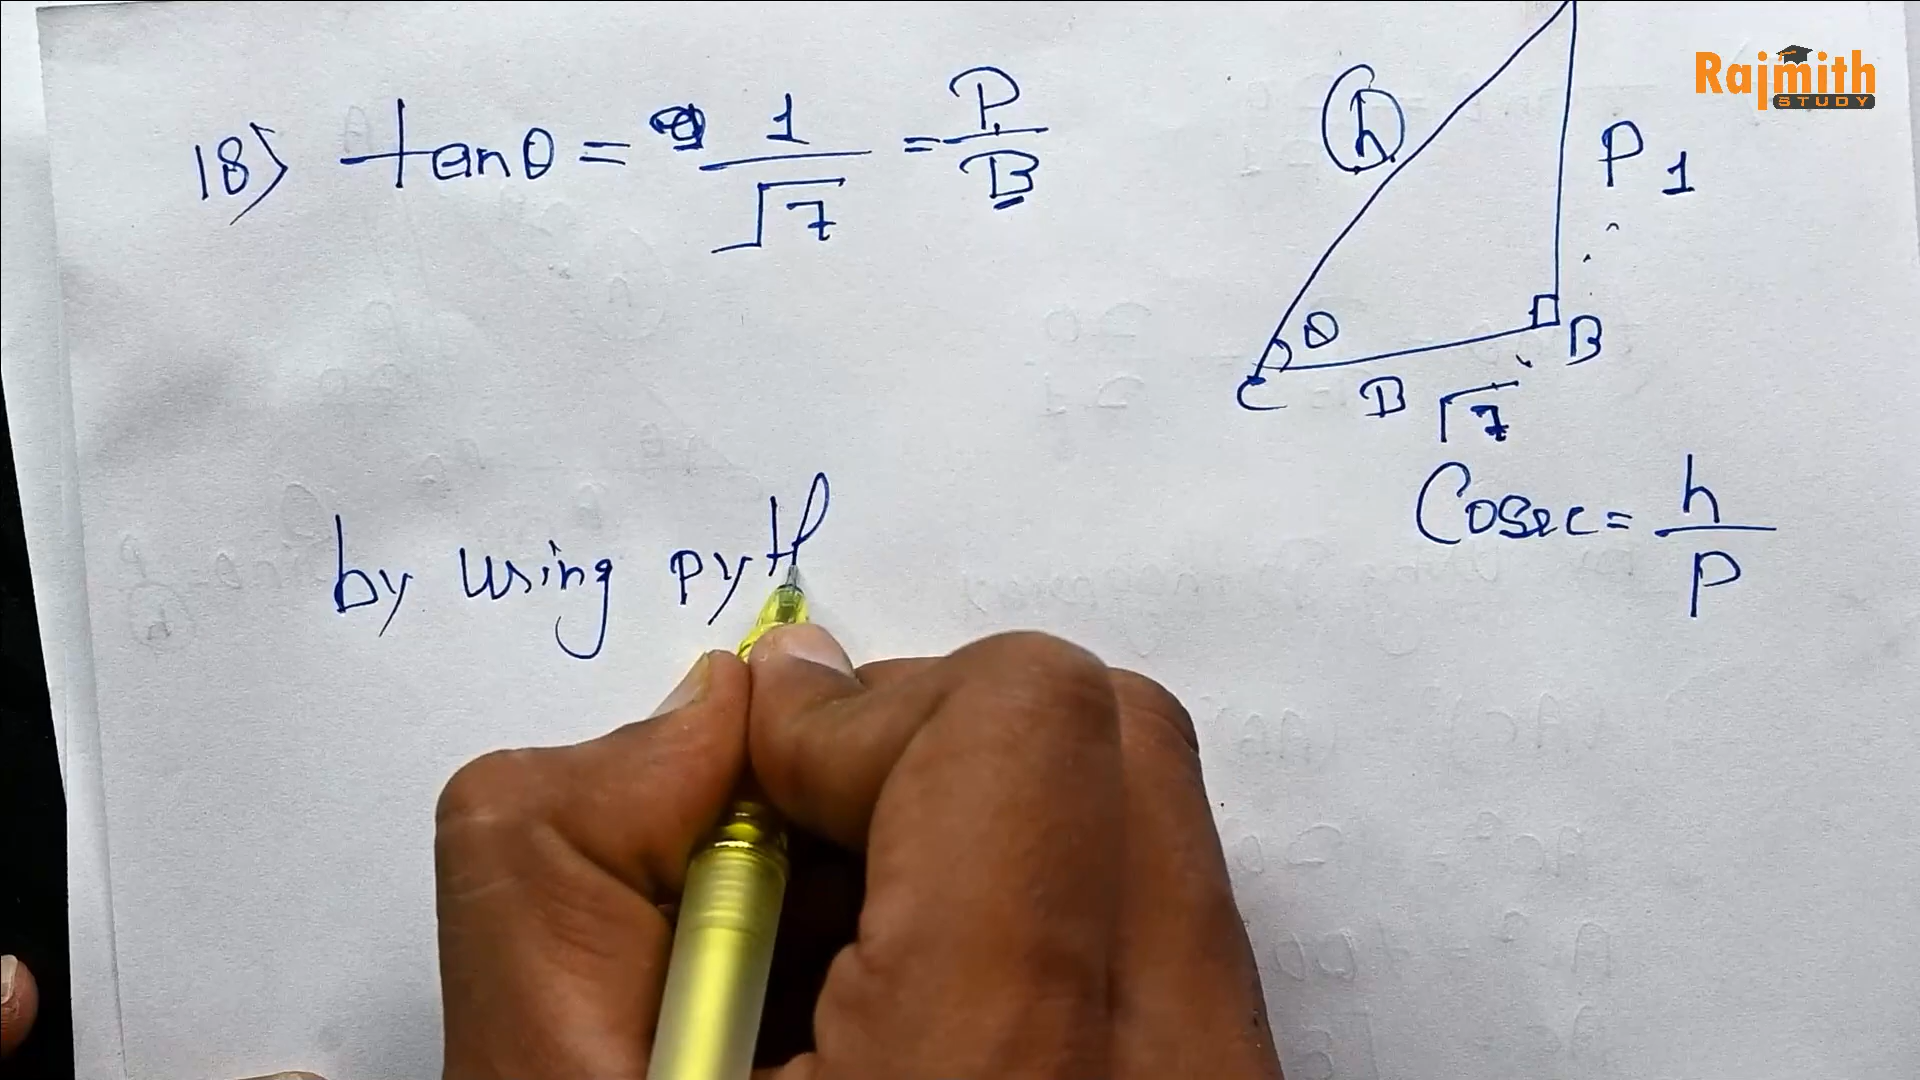 18) tanθ = 1/√7 = P/B
h
P 1
θ
B
C
B √7
Cosec = h/P
by using pyth
Rajmith
STUDY